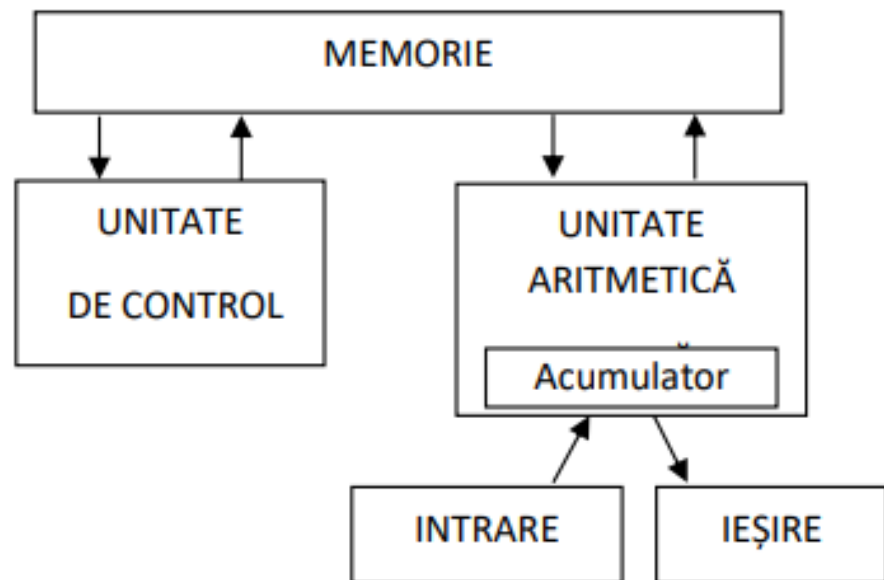 MEMORIE
UNITATE
DE CONTROL
UNITATE
ARITMETICĂ
Acumulator
INTRARE
IEȘIRE